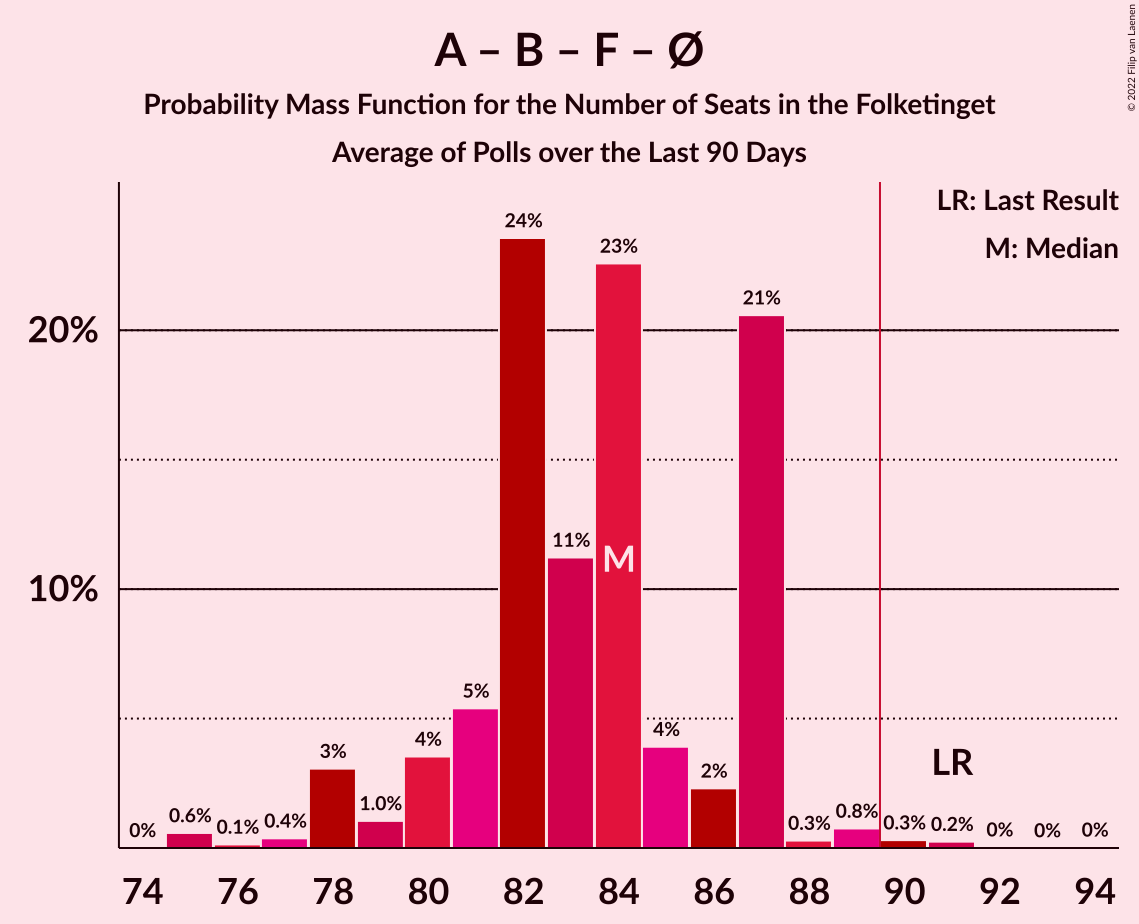 A – B – F – Ø
Probability Mass Function for the Number of Seats in the Folketinget
Average of Polls over the Last 90 Days
© 2022 Filip van Laenen
LR: Last Result
M: Median
24%
23%
21%
20%
11%
M
10%
5%
4%
4%
3%
2%
LR
1.0%
0.8%
0.6%
0.4%
0.3%
0.3%
0.2%
0.1%
0%
0%
0%
0%
74 76 78 80 82 84 86 88 90 92 94